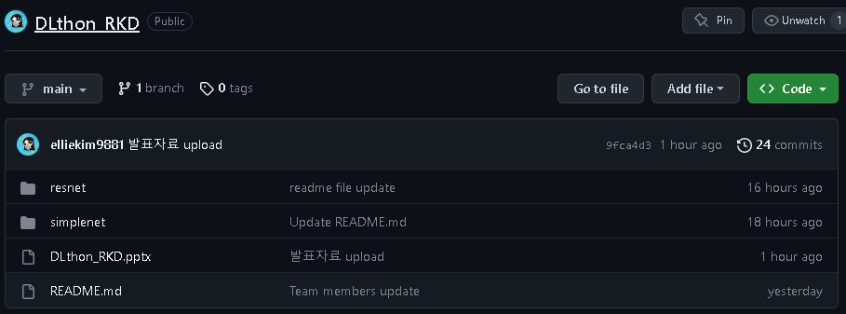 DLthon_RKD Public Pin Unwatch 1
main 1 branch 0 tags Go to file Add file Code
elliekim9881 발표자료 upload 9fca4d3 1 hour ago 24 commits
resnet readme file update 16 hours ago
simplenet Update README.md 18 hours ago
DLthon_RKD.pptx 발표자료 upload 1 hour ago
README.md Team members update yesterday